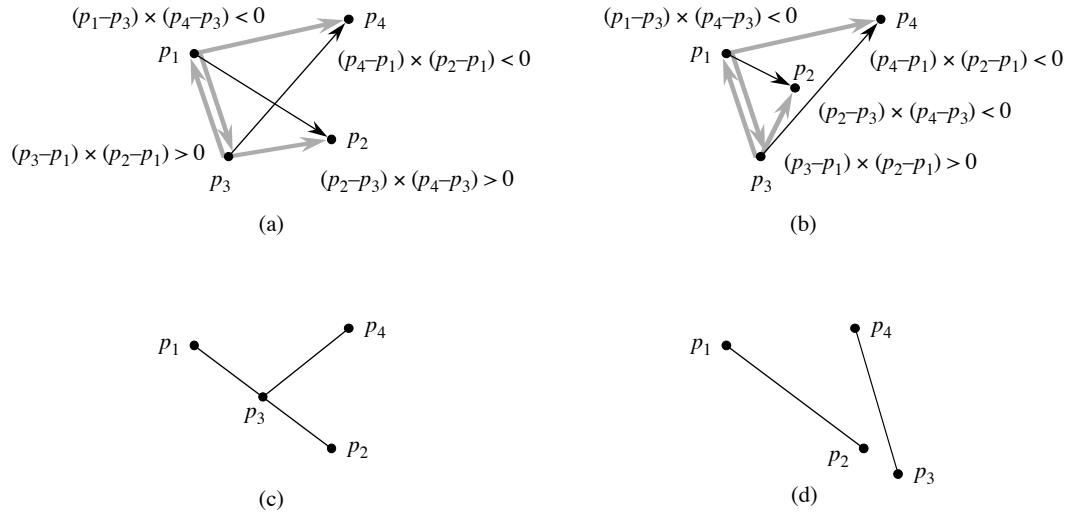 (p₁–p₃) × (p₄–p₃) < 0
p₄
p₁
(p₄–p₁) × (p₂–p₁) < 0
p₂
(p₃–p₁) × (p₂–p₁) > 0
p₃
(p₂–p₃) × (p₄–p₃) > 0
(a)
(p₁–p₃) × (p₄–p₃) < 0
p₄
p₁
(p₄–p₁) × (p₂–p₁) < 0
p₂
(p₂–p₃) × (p₄–p₃) < 0
(p₃–p₁) × (p₂–p₁) > 0
p₃
(b)
p₄
p₁
p₃
p₂
(c)
p₄
p₁
p₂
p₃
(d)